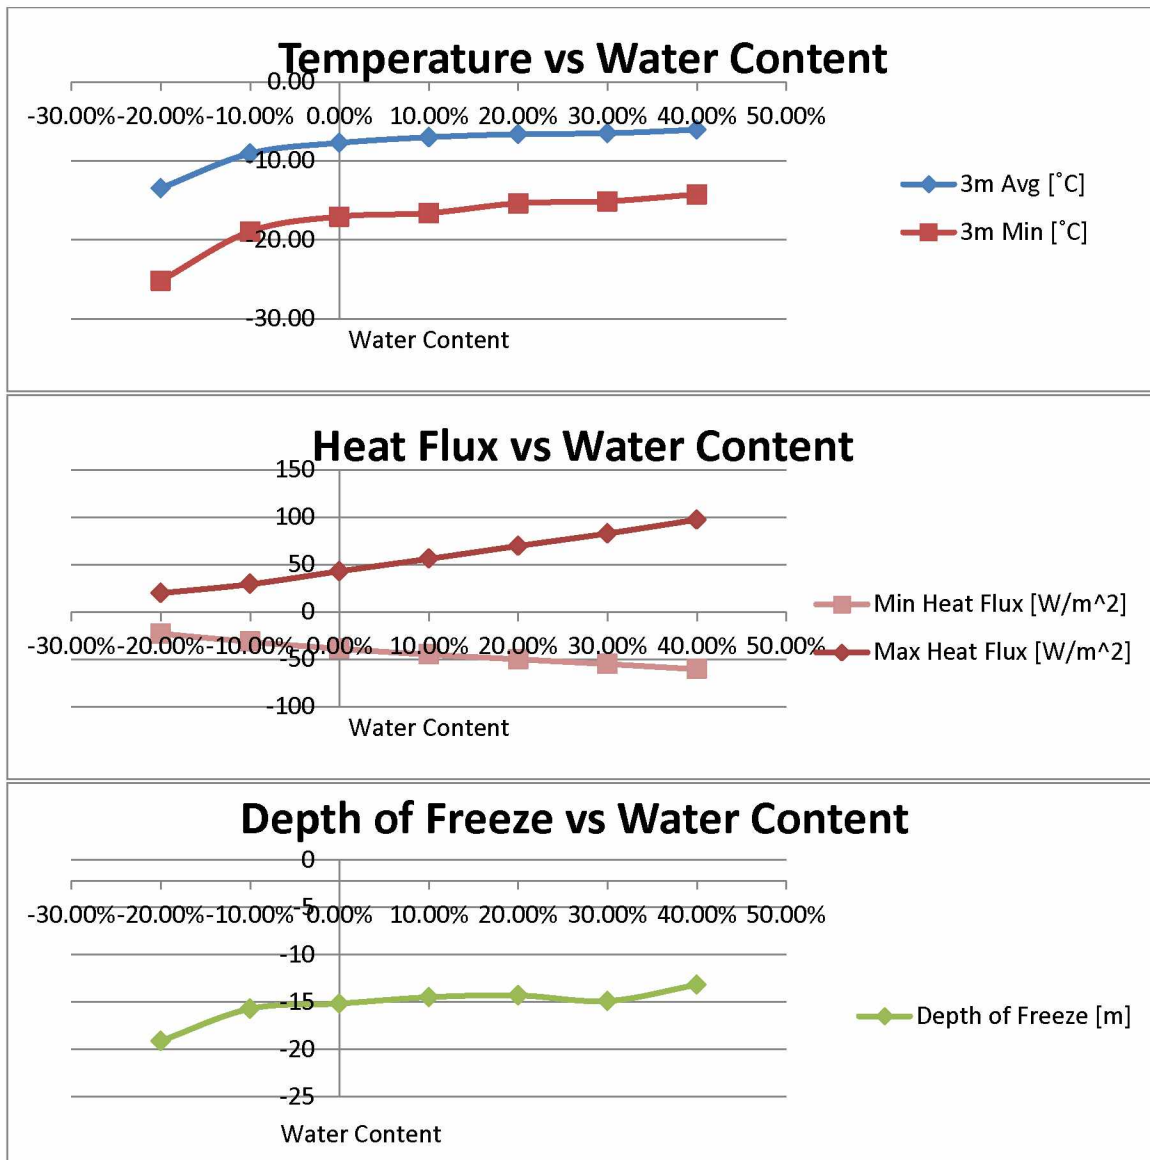 Temperature vs Water Content
0.00
-30.00% -20.00% -10.00% 0.00% 10.00% 20.00% 30.00% 40.00% 50.00%
-10.00
3m Avg [˚C]
3m Min [˚C]
-20.00
-30.00
Water Content
Heat Flux vs Water Content
150
100
50
0
Min Heat Flux [W/m^2]
-30.00% -20.00% -10.00% 0.00% 10.00% 20.00% 30.00% 40.00% 50.00%
Max Heat Flux [W/m^2]
-50
-100
Water Content
Depth of Freeze vs Water Content
0
-30.00% -20.00% -10.00% 0.00% 10.00% 20.00% 30.00% 40.00% 50.00%
-5
-10
-15
Depth of Freeze [m]
-20
-25
Water Content